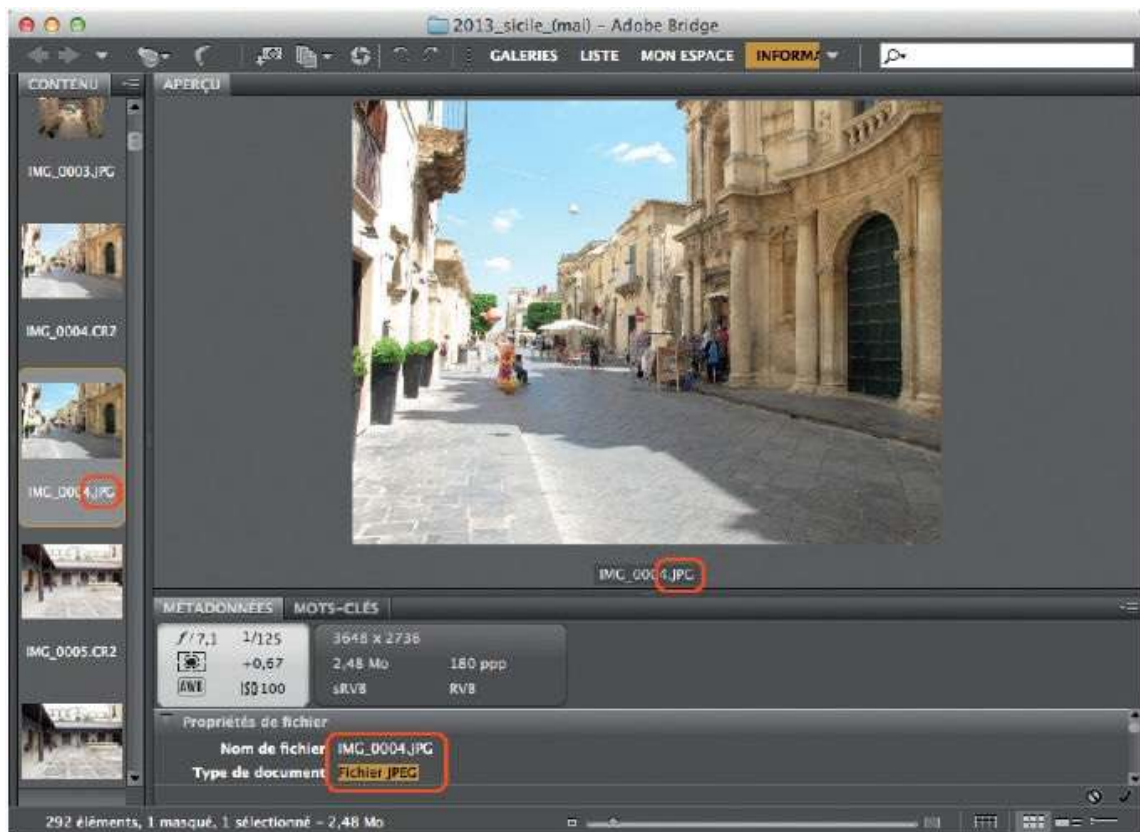 2013_sicile_(mai) – Adobe Bridge
GALERIES LISTE MON ESPACE INFORMA
CONTENU APERÇU
IMG_0003.JPG
IMG_0004.CR2
IMG_0004.JPG
IMG_0005.CR2
IMG_0004.JPG
MÉTADONNÉES MOTS-CLÉS
f/7,1 1/125 3648 x 2736
+0,67 2,48 Mo 180 ppp
AWB ISO 100 sRVB RVB
Propriétés de fichier
Nom de fichier IMG_0004.JPG
Type de document Fichier JPEG
292 éléments, 1 masqué, 1 sélectionné – 2,48 Mo